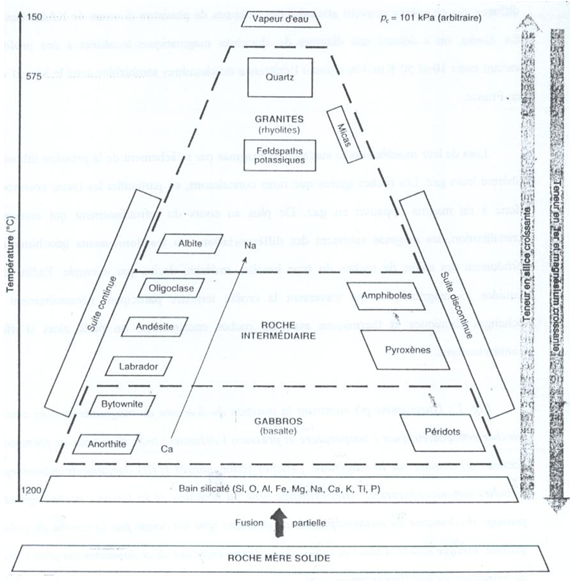 150
Vapeur d'eau
pc = 101 kPa (arbitraire)
575
Quartz
GRANITES
(rhyolites)
Micas
Feldspaths
potassiques
Température (°C)
Suite continue
Suite discontinue
teneur en silice croissante
teneur en fer et magnésium croissante
Albite
Na
Oligoclase
Amphiboles
Andésite
ROCHE
INTERMÉDIAIRE
Pyroxènes
Labrador
Bytownite
GABBROS
(basalte)
Péridots
Anorthite
Ca
1200
Bain silicaté (Si, O, Al, Fe, Mg, Na, Ca, K, Ti, P)
Fusion partielle
ROCHE MÈRE SOLIDE